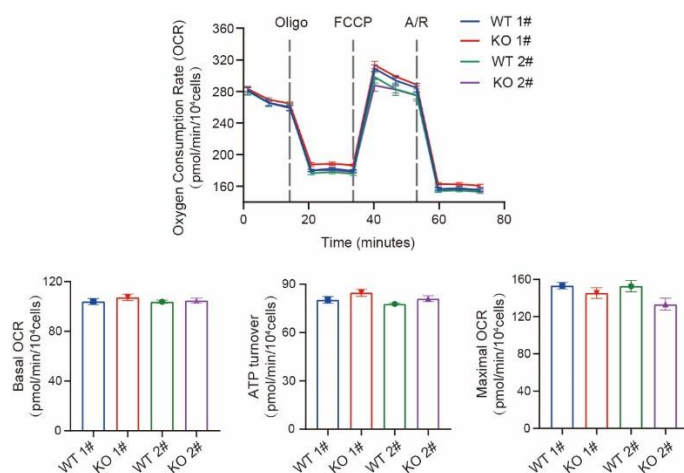 Oligo FCCP A/R
WT 1#
KO 1#
WT 2#
KO 2#
Oxygen Consumption Rate (OCR)
(pmol/min/10⁴cells)
360
320
280
200
160
0 20 40 60 80
Time (minutes)
Basal OCR
(pmol/min/10⁴cells)
120
80
40
0
WT 1# KO 1# WT 2# KO 2#
ATP turnover
(pmol/min/10⁴cells)
90
60
30
0
WT 1# KO 1# WT 2# KO 2#
Maximal OCR
(pmol/min/10⁴cells)
160
120
80
40
0
WT 1# KO 1# WT 2# KO 2#